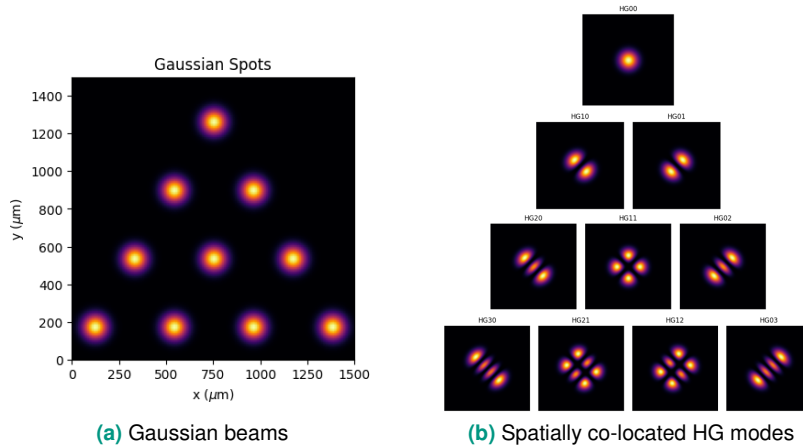 Gaussian Spots
1400
1200
1000
800
600
400
200
0
y (μm)
0 250 500 750 1000 1250 1500
x (μm)
(a) Gaussian beams
HG00
HG10 HG01
HG20 HG11 HG02
HG30 HG21 HG12 HG03
(b) Spatially co-located HG modes